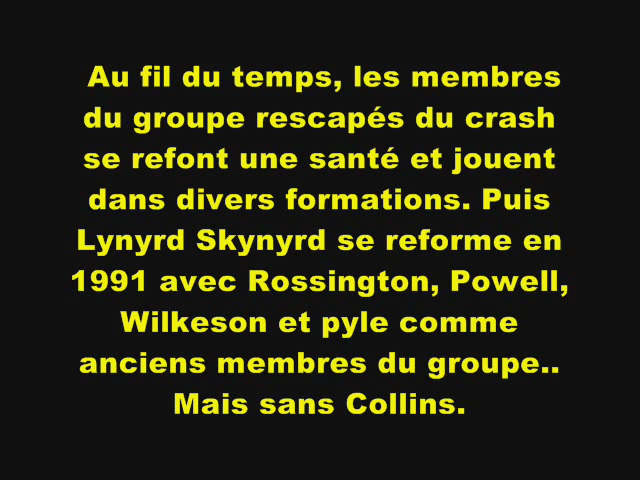 Au fil du temps, les membres
du groupe rescapés du crash
se refont une santé et jouent
dans divers formations. Puis
Lynyrd Skynyrd se reforme en
1991 avec Rossington, Powell,
Wilkeson et pyle comme
anciens membres du groupe..
Mais sans Collins.